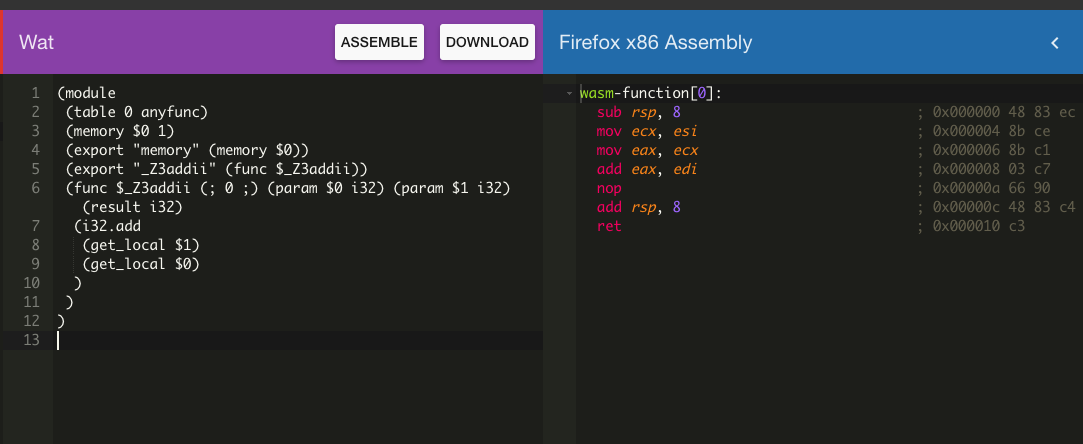 Wat
ASSEMBLE
DOWNLOAD
1 (module
2 (table 0 anyfunc)
3 (memory $0 1)
4 (export "memory" (memory $0))
5 (export "_Z3addii" (func $_Z3addii))
6 (func $_Z3addii (; 0 ;) (param $0 i32) (param $1 i32)
(result i32)
7 (i32.add
8 (get_local $1)
9 (get_local $0)
10 )
11 )
12 )
13
Firefox x86 Assembly
wasm-function[0]:
sub rsp, 8 ; 0x000000 48 83 ec
mov ecx, esi ; 0x000004 8b ce
mov eax, ecx ; 0x000006 8b c1
add eax, edi ; 0x000008 03 c7
nop ; 0x00000a 66 90
add rsp, 8 ; 0x00000c 48 83 c4
ret ; 0x000010 c3